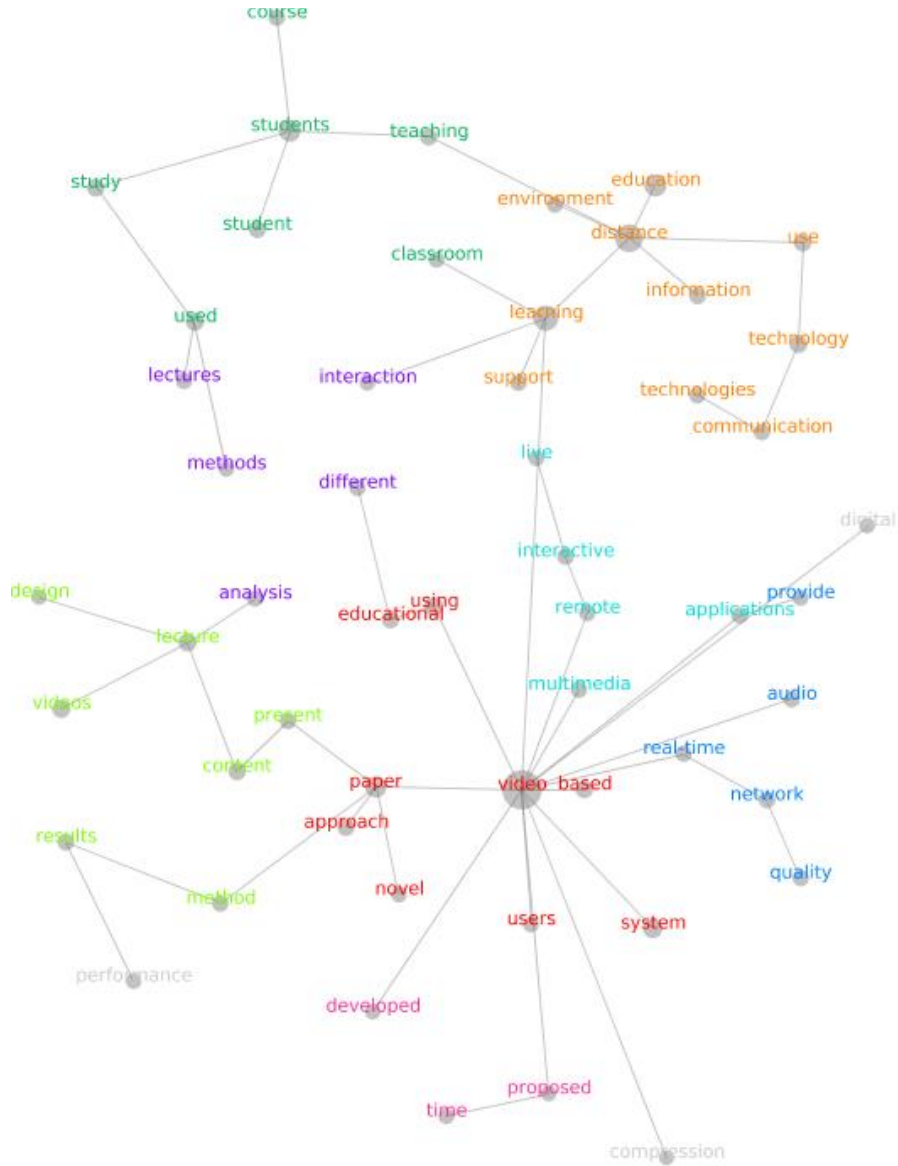 course
students
teaching
study
education
environment
student
distance
use
classroom
information
learning
used
technology
lectures
interaction
support
technologies
communication
live
methods
different
digital
interactive
design
analysis
using
educational
remote
applications
provide
lecture
multimedia
videos
audio
present
real-time
content
paper
video
based
network
approach
results
quality
method
novel
users
system
performance
developed
proposed
time
compression